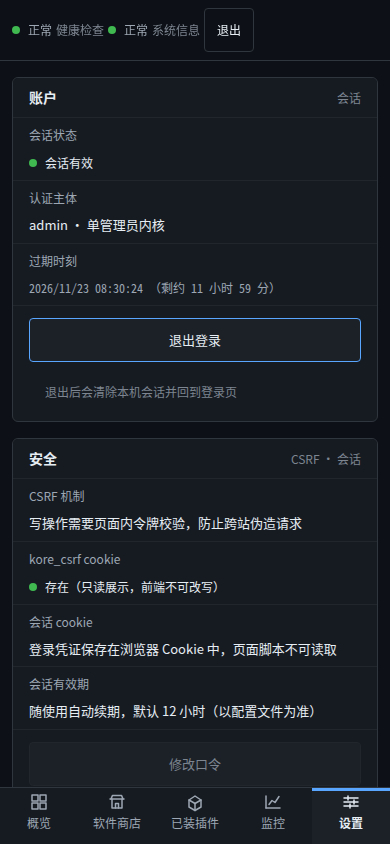 正常 健康检查 正常 系统信息 退出
账户 会话
会话状态
会话有效
认证主体
admin · 单管理员内核
过期时刻
2026/11/23 08:30:24 （剩约 11 小时 59 分）
退出登录
退出后会清除本机会话并回到登录页
安全 CSRF · 会话
CSRF 机制
写操作需要页面内令牌校验，防止跨站伪造请求
kore_csrf cookie
存在（只读展示，前端不可改写）
会话 cookie
登录凭证保存在浏览器 Cookie 中，页面脚本不可读取
会话有效期
随使用自动续期，默认 12 小时（以配置文件为准）
修改口令
概览 软件商店 已装插件 监控 设置